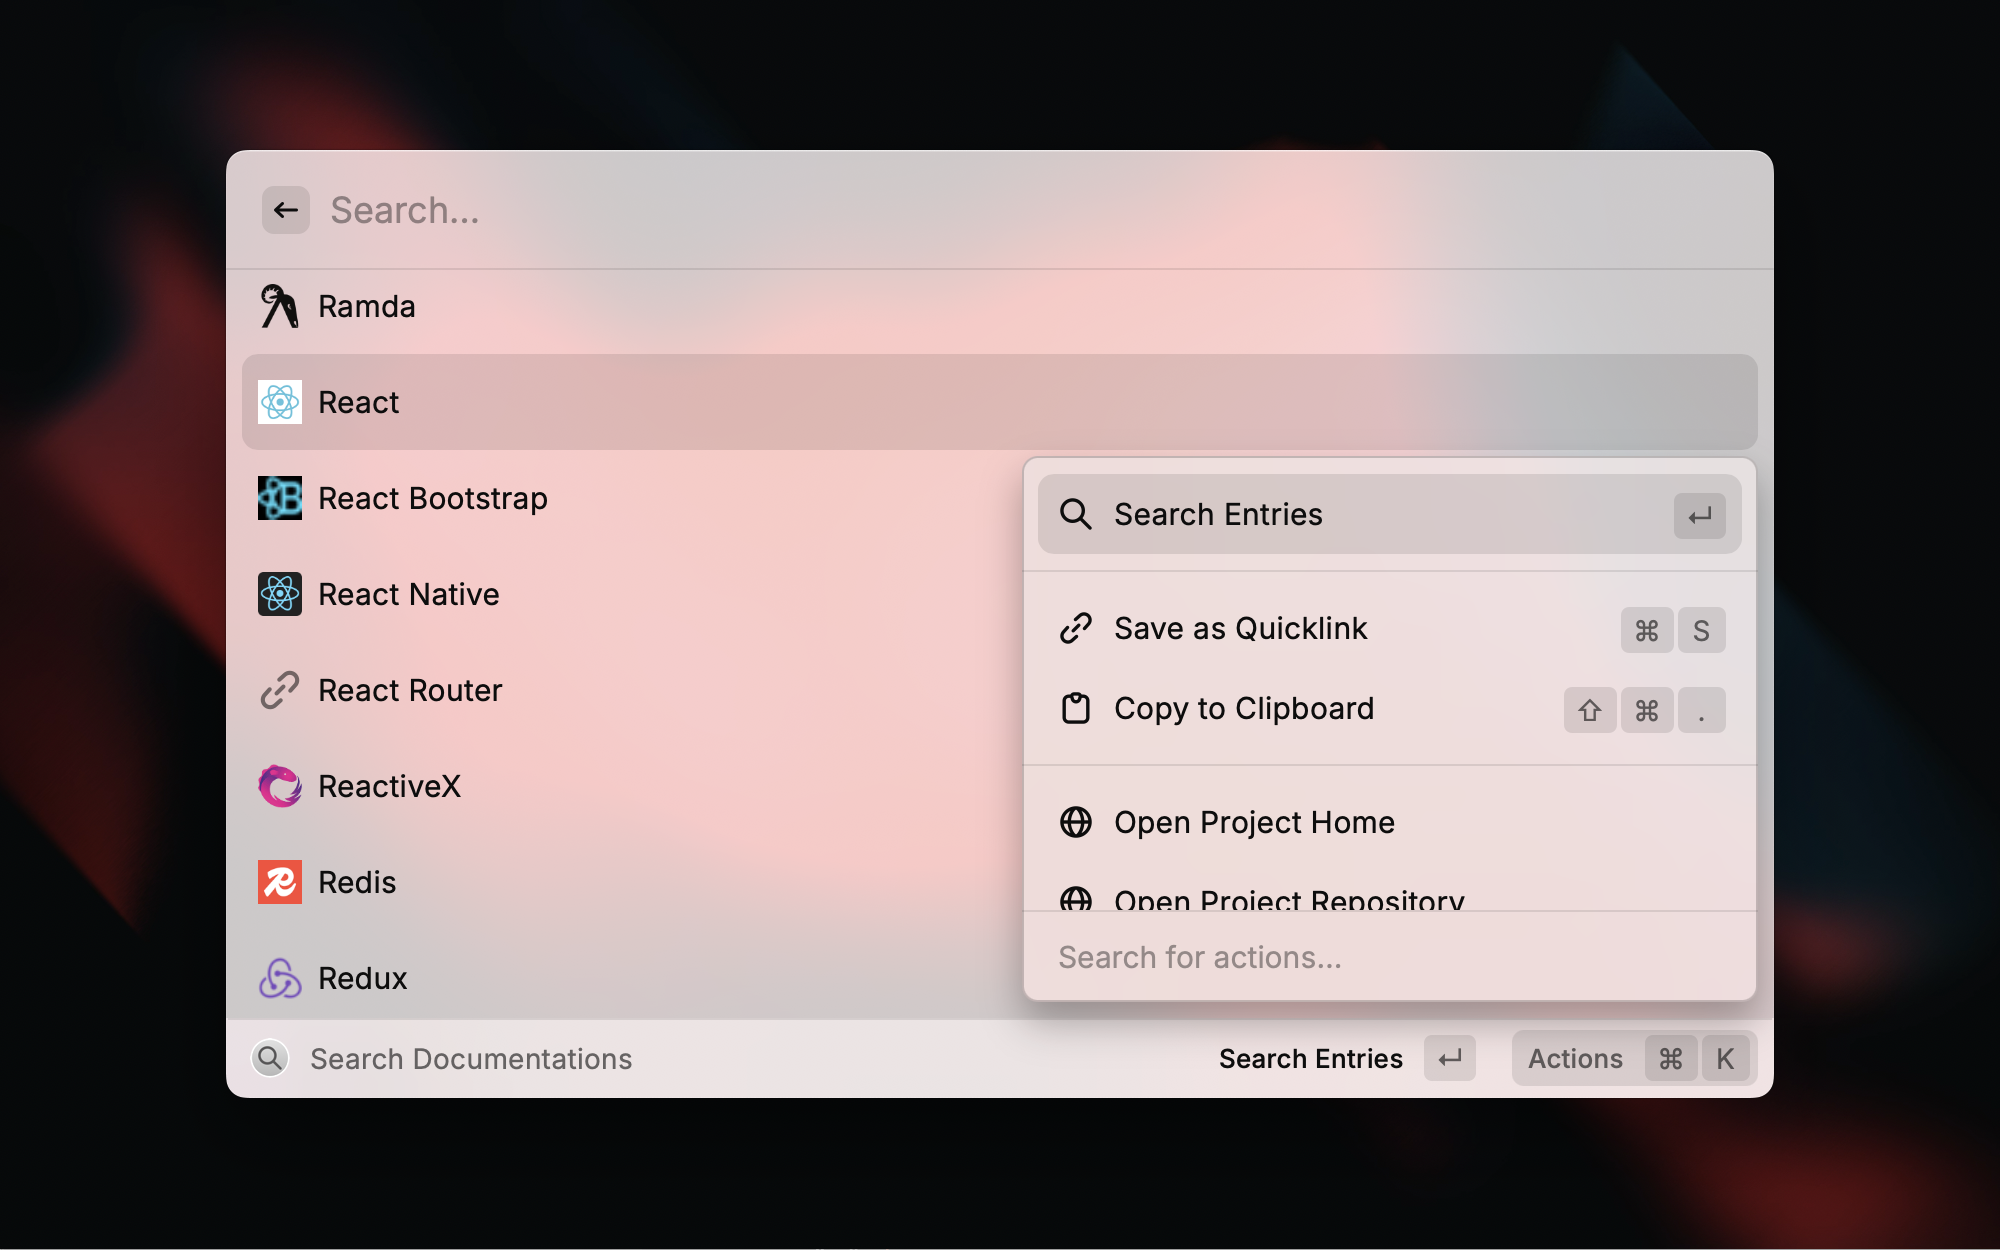 Search...
Ramda
React
React Bootstrap
React Native
React Router
ReactiveX
Redis
Redux
Search Entries ↵
Save as Quicklink ⌘ S
Copy to Clipboard ⇧ ⌘ .
Open Project Home
Open Project Repository
Search for actions...
Search Documentations
Search Entries ↵
Actions ⌘ K